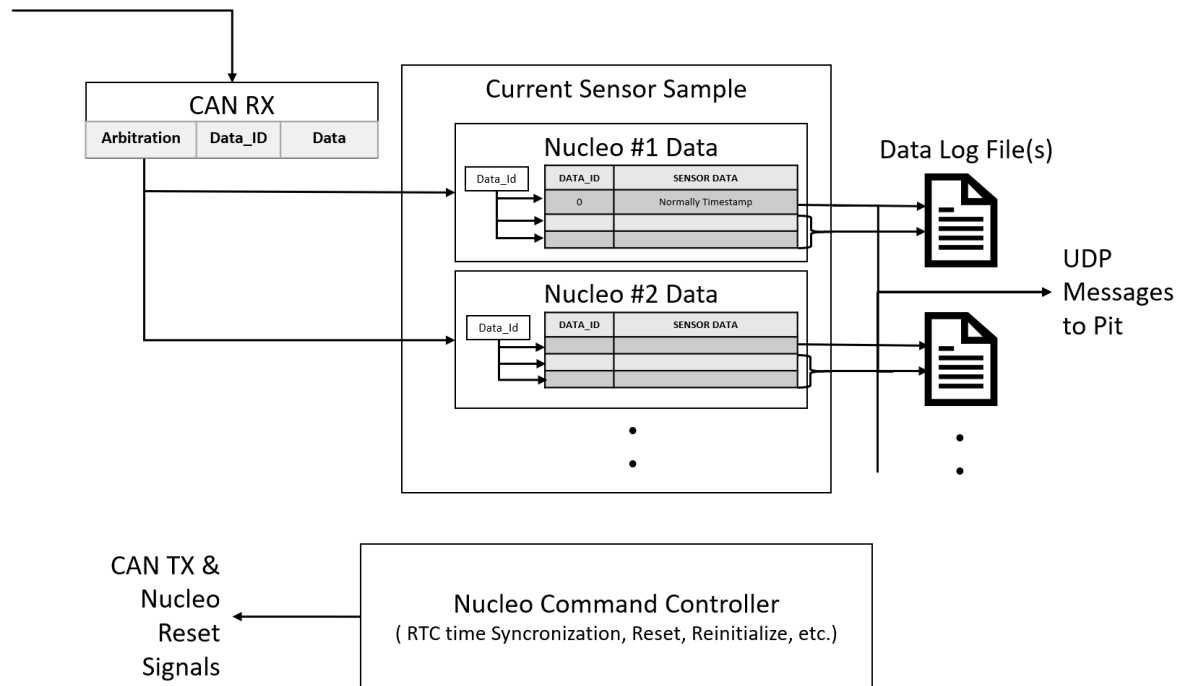 CAN RX
Arbitration Data_ID Data
Current Sensor Sample
Nucleo #1 Data
Data_Id
DATA_ID SENSOR DATA
0 Normally Timestamp
Nucleo #2 Data
Data_Id
DATA_ID SENSOR DATA
Data Log File(s)
UDP
Messages
to Pit
CAN TX &
Nucleo
Reset
Signals
Nucleo Command Controller
( RTC time Syncronization, Reset, Reinitialize, etc.)